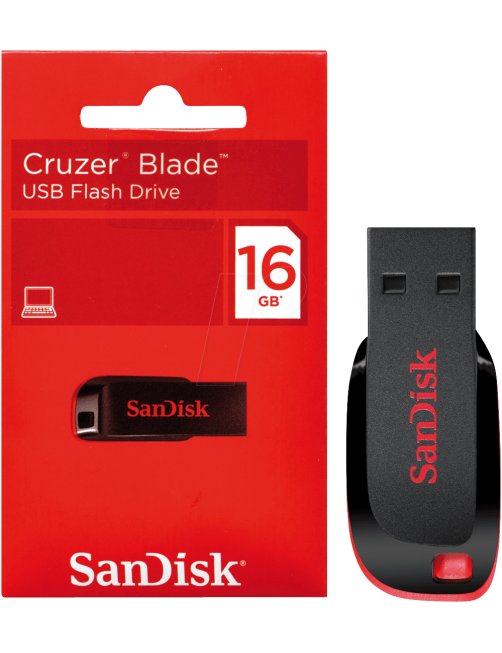 Cruzer® Blade™
USB Flash Drive
16
GB*
SanDisk
SanDisk
SanDisk